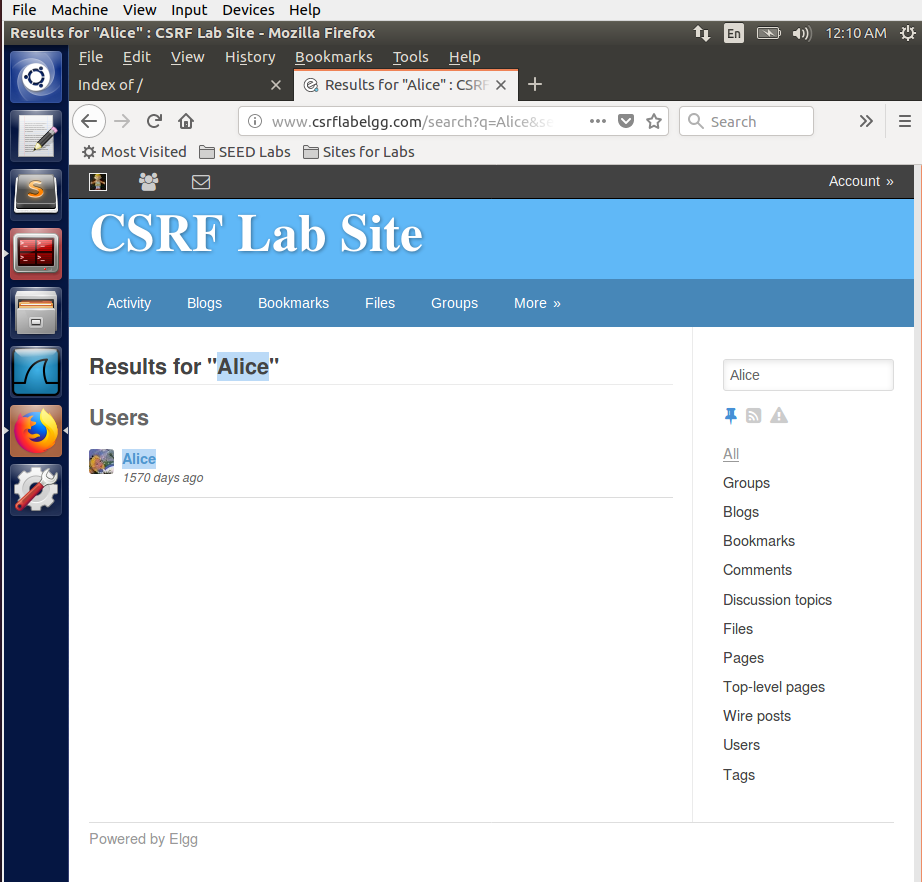 File Machine View Input Devices Help
Results for "Alice" : CSRF Lab Site - Mozilla Firefox En 12:10 AM
File Edit View History Bookmarks Tools Help
Index of / Results for "Alice" : CSRF
www.csrflabelgg.com/search?q=Alice&se Search
Most Visited SEED Labs Sites for Labs
Account »
CSRF Lab Site
Activity Blogs Bookmarks Files Groups More »
Results for "Alice"
Users
Alice
1570 days ago
Alice
All
Groups
Blogs
Bookmarks
Comments
Discussion topics
Files
Pages
Top-level pages
Wire posts
Users
Tags
Powered by Elgg